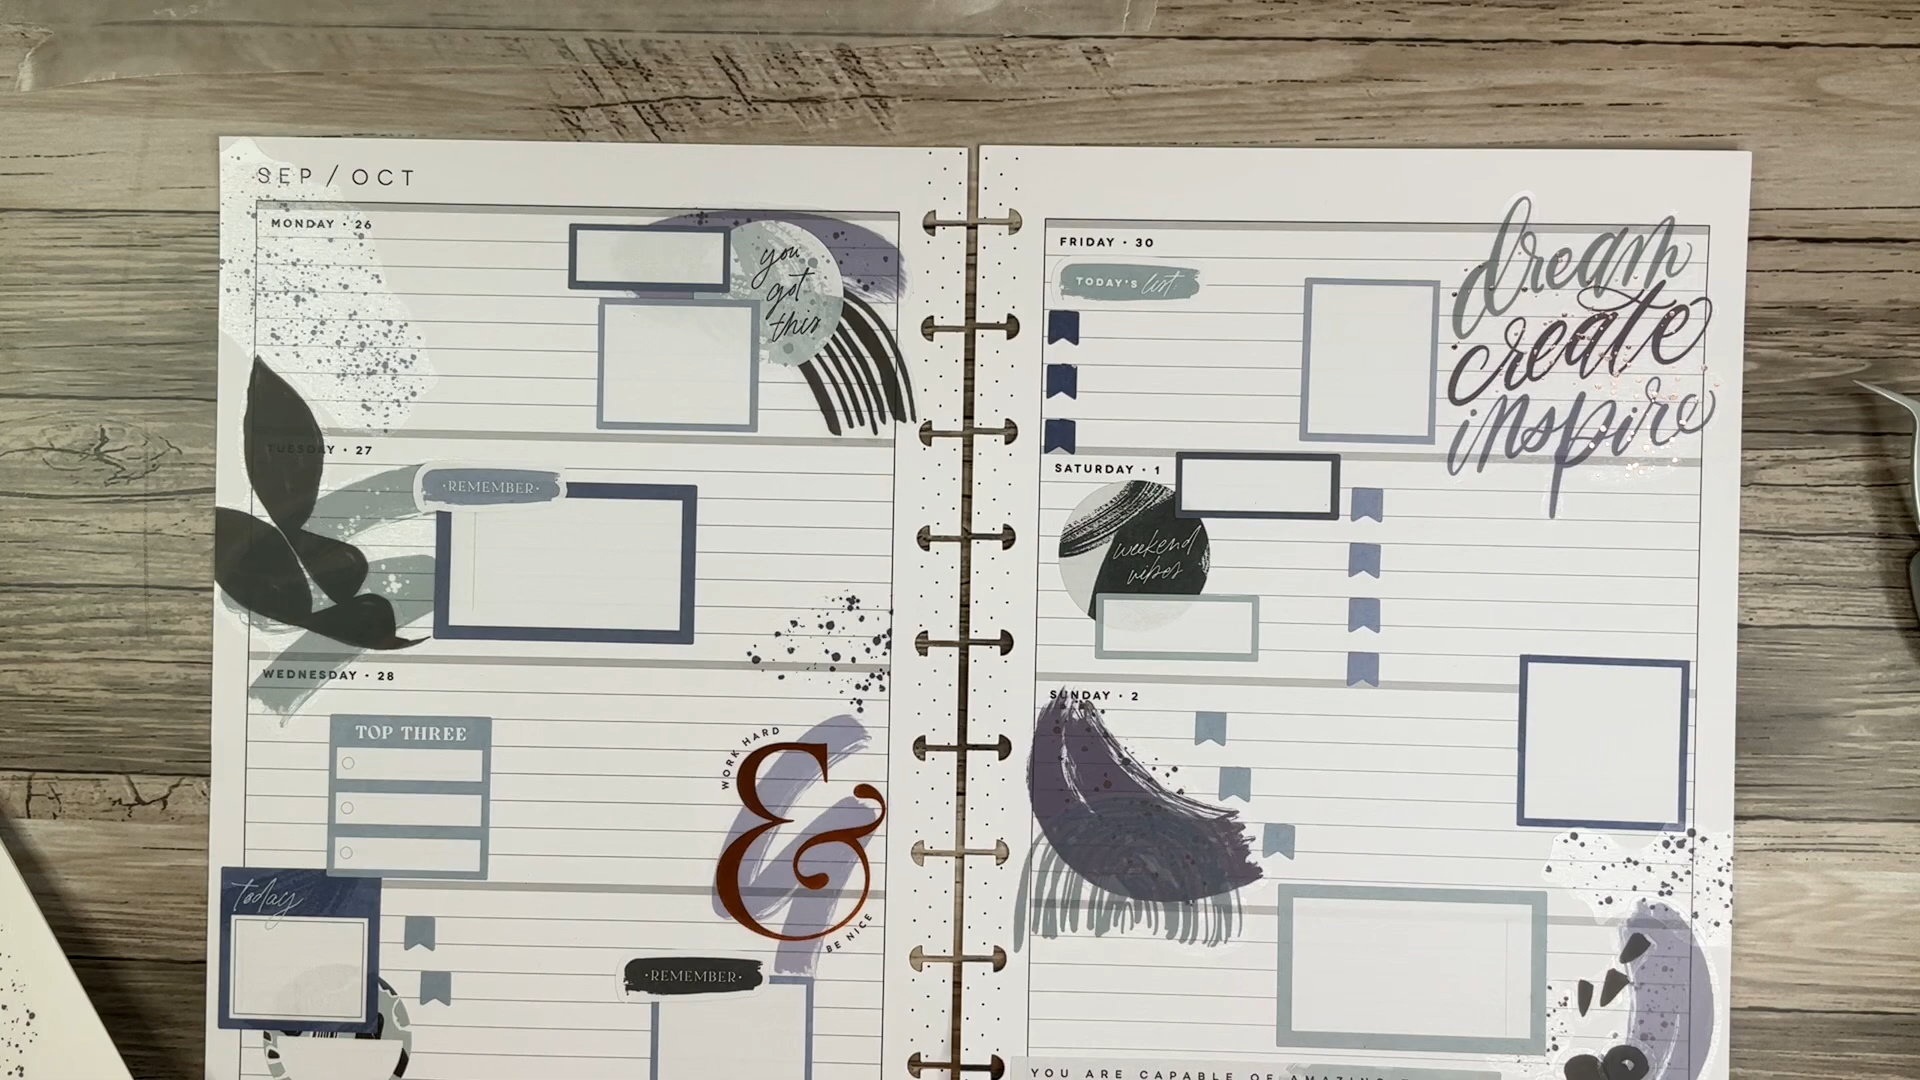 SEP / OCT
MONDAY · 26
you
got
this
TUESDAY · 27
·REMEMBER·
WEDNESDAY · 28
TOP THREE
WORK HARD
&
BE NICE
today
·REMEMBER·
FRIDAY · 30
TODAY'S list
dream
create
inspire
SATURDAY · 1
weekend
vibes
SUNDAY · 2
YOU ARE CAPABLE OF AMAZING